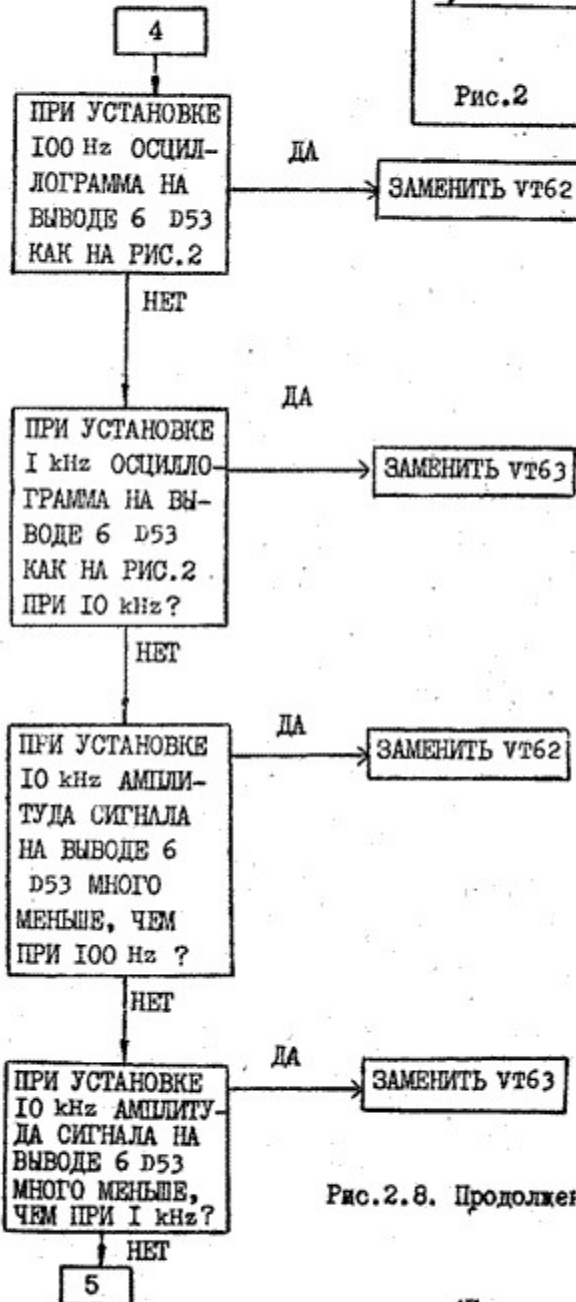 4
Рис.2
ПРИ УСТАНОВКЕ
100 Hz ОСЦИЛ-
ЛОГРАММА НА
ВЫВОДЕ 6 D53
КАК НА РИС.2
ДА
ЗАМЕНИТЬ VT62
НЕТ
ПРИ УСТАНОВКЕ
I kHz ОСЦИЛЛО-
ГРАММА НА ВЫ-
ВОДЕ 6 D53
КАК НА РИС.2
ПРИ I0 kHz?
ДА
ЗАМЕНИТЬ VT63
НЕТ
ПРИ УСТАНОВКЕ
I0 kHz АМПЛИ-
ТУДА СИГНАЛА
НА ВЫВОДЕ 6
D53 МНОГО
МЕНЬШЕ, ЧЕМ
ПРИ I00 Hz ?
ДА
ЗАМЕНИТЬ VT62
НЕТ
ПРИ УСТАНОВКЕ
I0 kHz АМПЛИТУ-
ДА СИГНАЛА НА
ВЫВОДЕ 6 D53
МНОГО МЕНЬШЕ,
ЧЕМ ПРИ I kHz?
ДА
ЗАМЕНИТЬ VT63
НЕТ
5
Рис.2.8. Продолжен